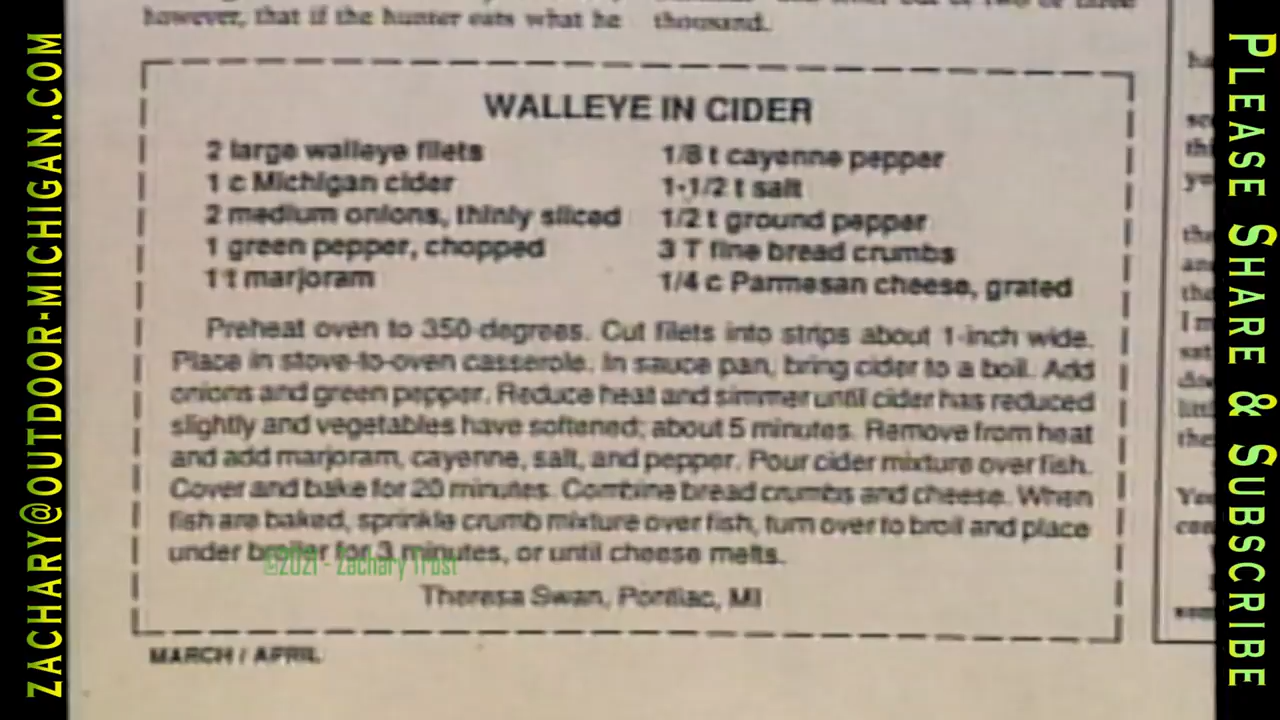 however, that if the hunter eats what he
thousand.
WALLEYE IN CIDER
2 large walleye filets
1 c Michigan cider
2 medium onions, thinly sliced
1 green pepper, chopped
1 t marjoram
1/8 t cayenne pepper
1-1/2 t salt
1/2 t ground pepper
3 T fine bread crumbs
1/4 c Parmesan cheese, grated
Preheat oven to 350 degrees. Cut filets into strips about 1-inch wide.
Place in stove-to-oven casserole. In sauce pan, bring cider to a boil. Add
onions and green pepper. Reduce heat and simmer until cider has reduced
slightly and vegetables have softened; about 5 minutes. Remove from heat
and add marjoram, cayenne, salt, and pepper. Pour cider mixture over fish.
Cover and bake for 20 minutes. Combine bread crumbs and cheese. When
fish are baked, sprinkle crumb mixture over fish, turn over to broil and place
under broiler for 3 minutes, or until cheese melts.
Theresa Swan, Pontiac, MI
MARCH / APRIL
©2021 - Zachary Trost
ZACHARY@OUTDOOR-MICHIGAN.COM
PLEASE SHARE & SUBSCRIBE